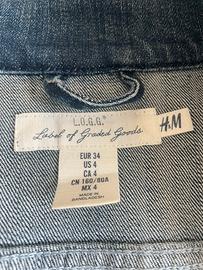 L.O.G.G.®
Label of Graded Goods
H&M
EUR 34
US 4
CA 4
CN 160/80A
MX 4
MADE IN
BANGLADESH